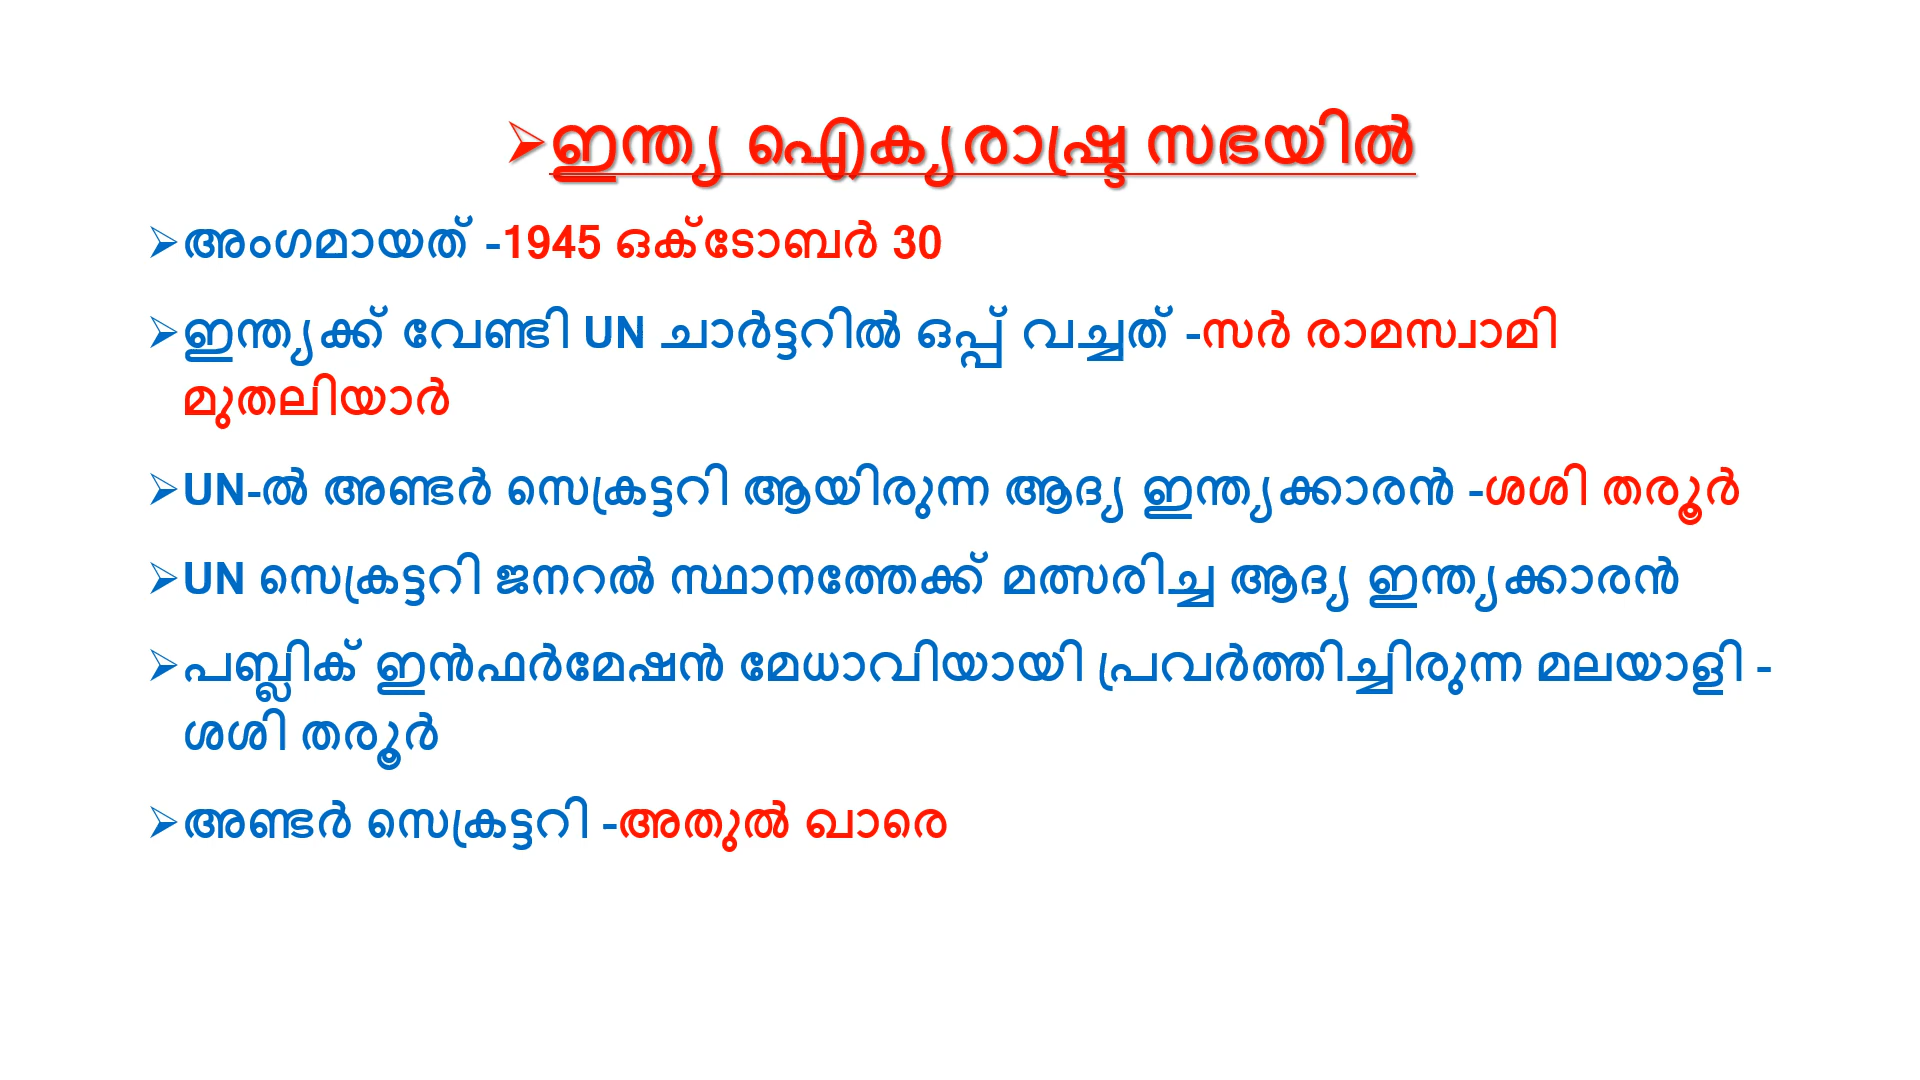 ➢ഇന്ത്യ ഐക്യരാഷ്ട്ര സഭയിൽ
➢അംഗമായത് -1945 ഒക്ടോബർ 30
➢ഇന്ത്യക്ക് വേണ്ടി UN ചാർട്ടറിൽ ഒപ്പ് വച്ചത് -സർ രാമസ്വാമി
മുതലിയാർ
➢UN-ൽ അണ്ടർ സെക്രട്ടറി ആയിരുന്ന ആദ്യ ഇന്ത്യക്കാരൻ -ശശി തരൂർ
➢UN സെക്രട്ടറി ജനറൽ സ്ഥാനത്തേക്ക് മത്സരിച്ച ആദ്യ ഇന്ത്യക്കാരൻ
➢പബ്ലിക് ഇൻഫർമേഷൻ മേധാവിയായി പ്രവർത്തിച്ചിരുന്ന മലയാളി -
ശശി തരൂർ
➢അണ്ടർ സെക്രട്ടറി -അതുൽ ഖാരെ